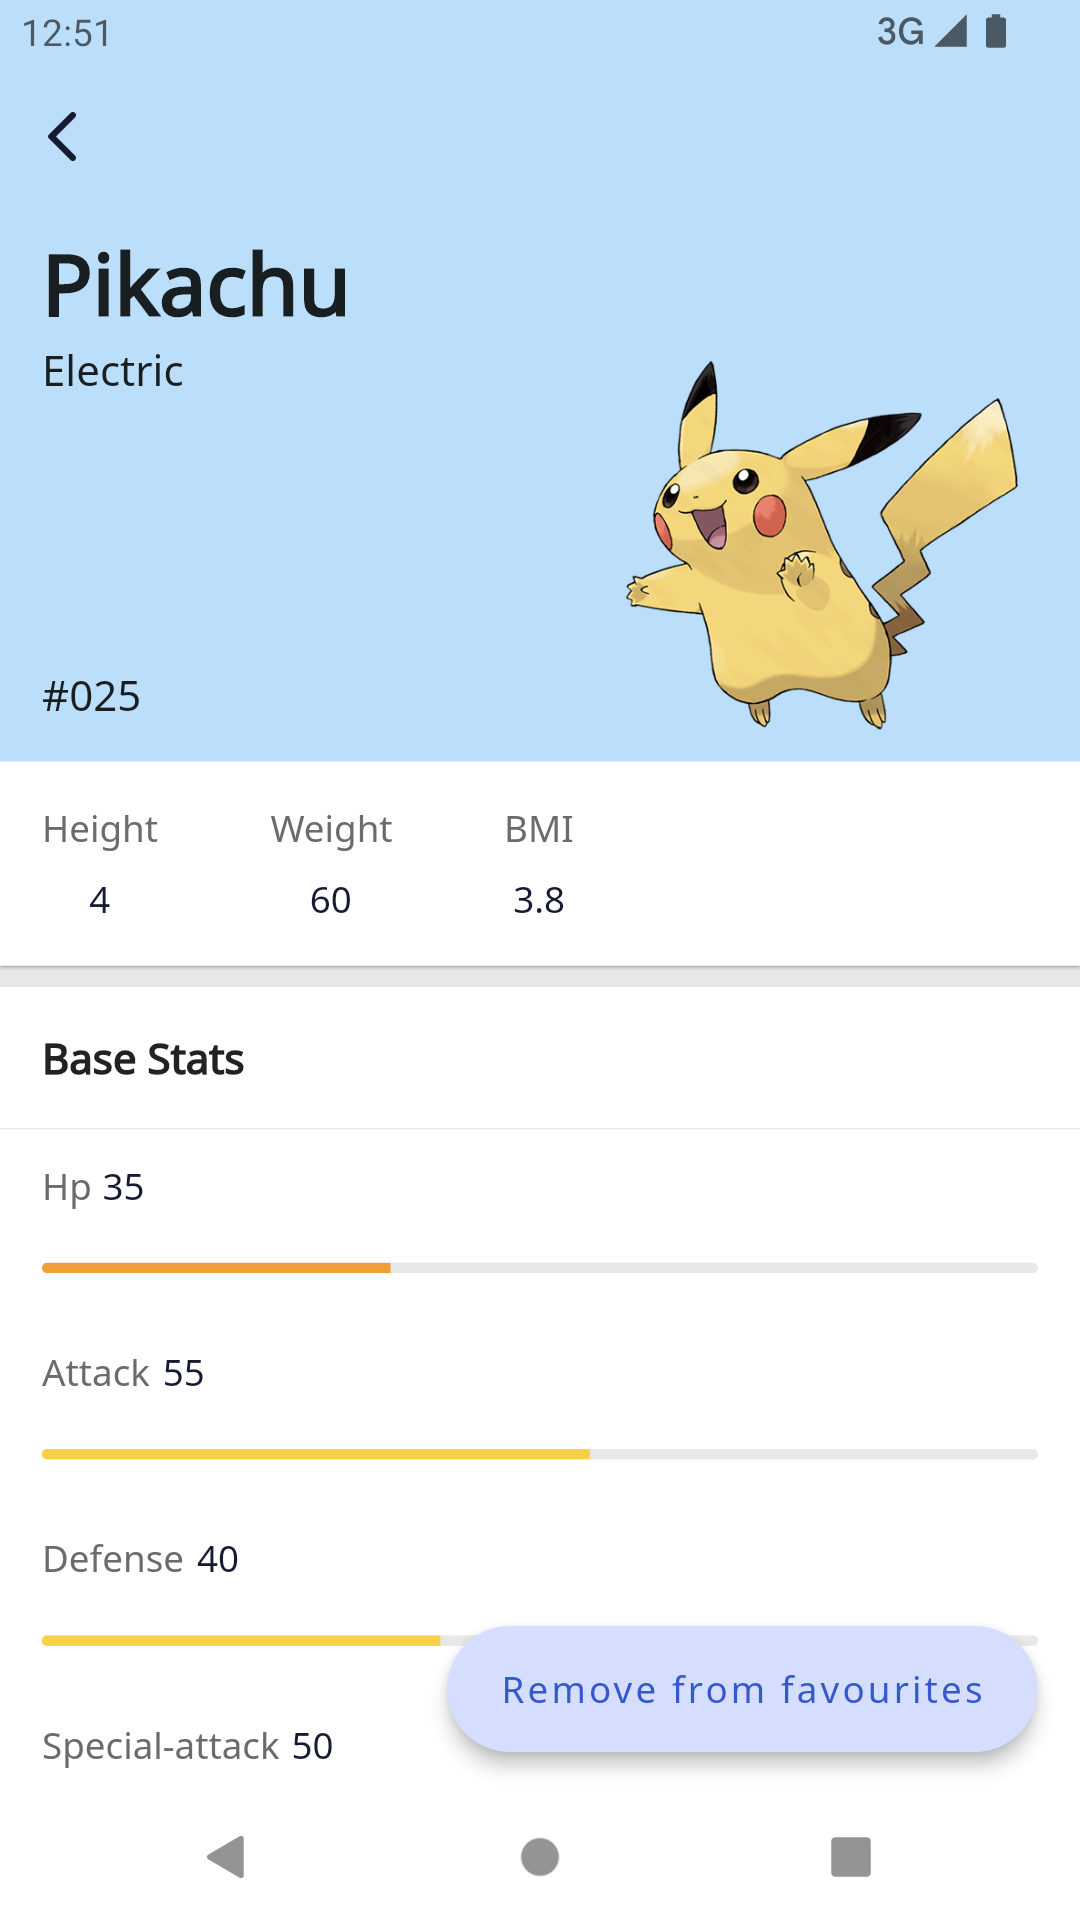 12:51
3G
Pikachu
Electric
#025
Height Weight BMI
4 60 3.8
Base Stats
Hp 35
Attack 55
Defense 40
Remove from favourites
Special-attack 50